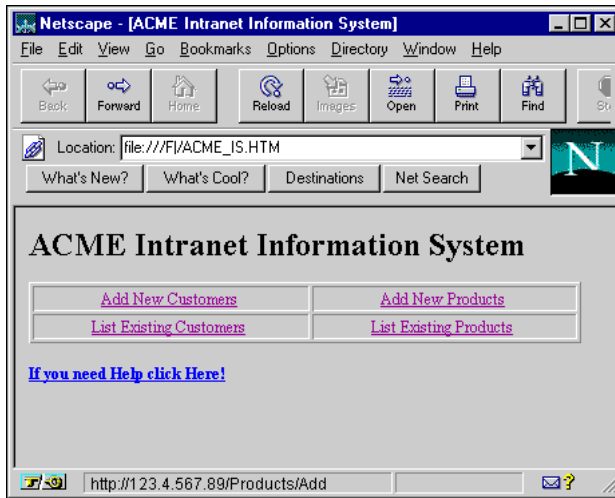 Netscape - [ACME Intranet Information System]
File Edit View Go Bookmarks Options Directory Window Help
Back Forward Home Reload Images Open Print Find
Location: file:///F|/ACME_IS.HTM
N
What's New? What's Cool? Destinations Net Search
ACME Intranet Information System
Add New Customers Add New Products
List Existing Customers List Existing Products
If you need Help click Here!
http://123.4.567.89/Products/Add